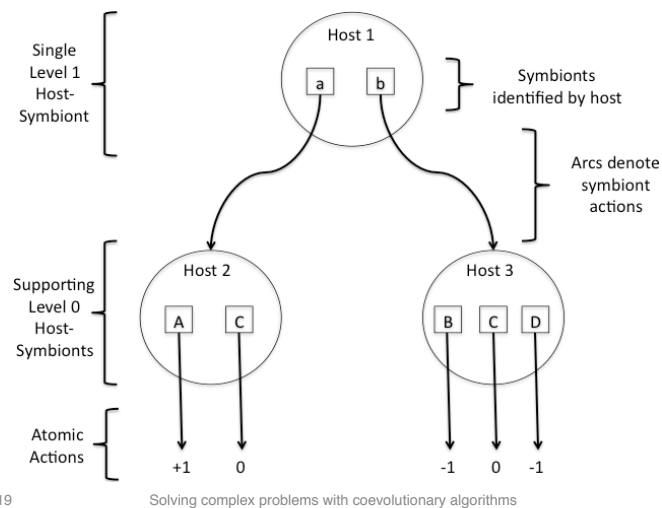 Single
Level 1
Host-
Symbiont
Host 1
a
b
Symbionts
identified by host
Arcs denote
symbiont
actions
Supporting
Level 0
Host-
Symbionts
Host 2
A
C
Host 3
B
C
D
Atomic
Actions
+1
0
-1
0
-1
19
Solving complex problems with coevolutionary algorithms